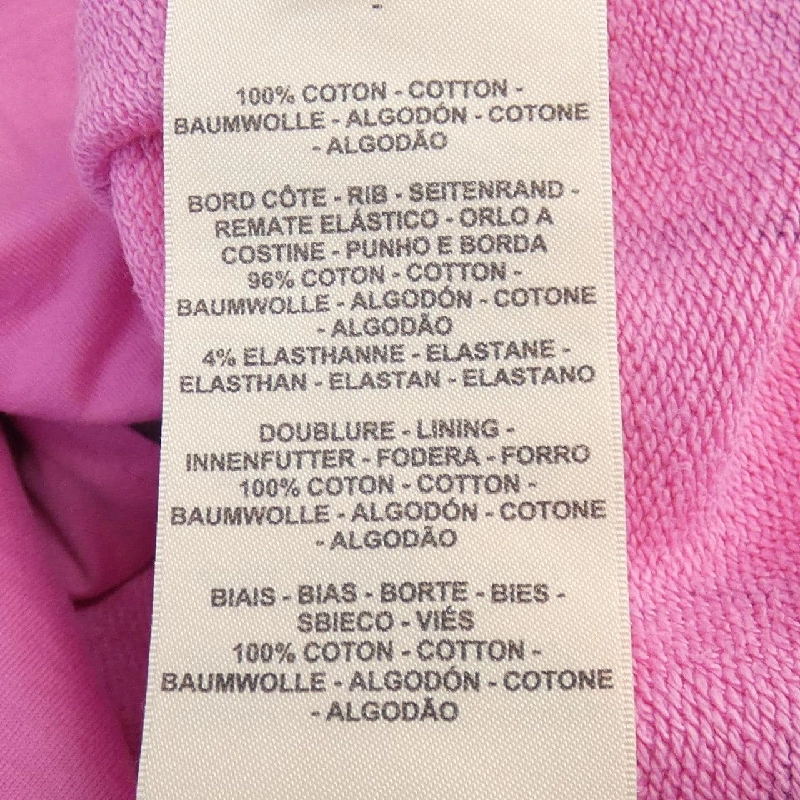 100% COTON - COTTON -
BAUMWOLLE - ALGODÓN - COTONE
- ALGODÃO
BORD CÔTE - RIB - SEITENRAND -
REMATE ELÁSTICO - ORLO A
COSTINE - PUNHO E BORDA
96% COTON - COTTON -
BAUMWOLLE - ALGODÓN - COTONE
- ALGODÃO
4% ELASTHANNE - ELASTANE -
ELASTHAN - ELASTAN - ELASTANO
DOUBLURE - LINING -
INNENFUTTER - FODERA - FORRO
100% COTON - COTTON -
BAUMWOLLE - ALGODÓN - COTONE
- ALGODÃO
BIAIS - BIAS - BORTE - BIES -
SBIECO - VIÉS
100% COTON - COTTON -
BAUMWOLLE - ALGODÓN - COTONE
- ALGODÃO